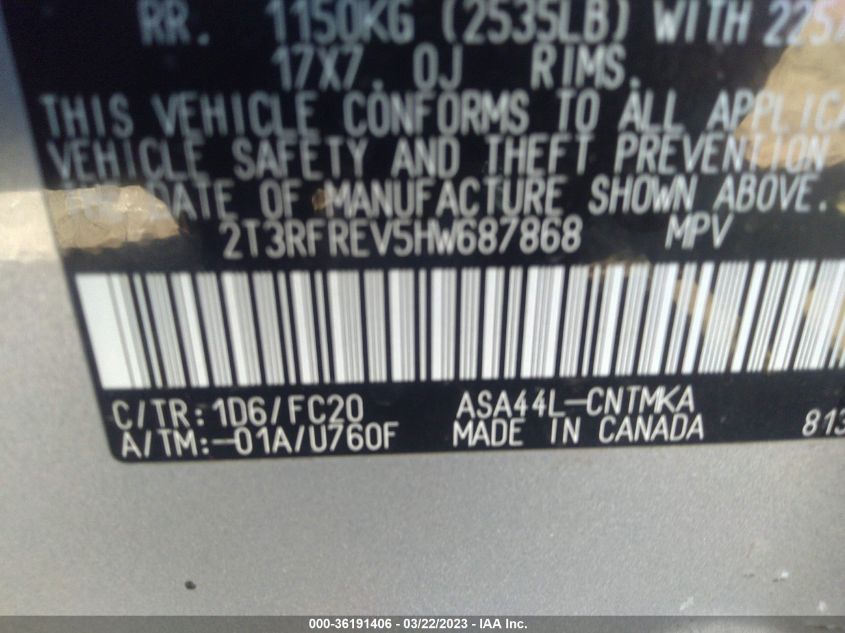 RR. 1150KG (2535LB) WITH 225/
17X7.0J RIMS.
THIS VEHICLE CONFORMS TO ALL APPLICA
VEHICLE SAFETY AND THEFT PREVENTION
DATE OF MANUFACTURE SHOWN ABOVE.
2T3RFREV5HW687868 MPV
C/TR:1D6/FC20 ASA44L-CNTMKA
A/TM:-01A/U760F MADE IN CANADA 813
000-36191406 - 03/22/2023 - IAA Inc.